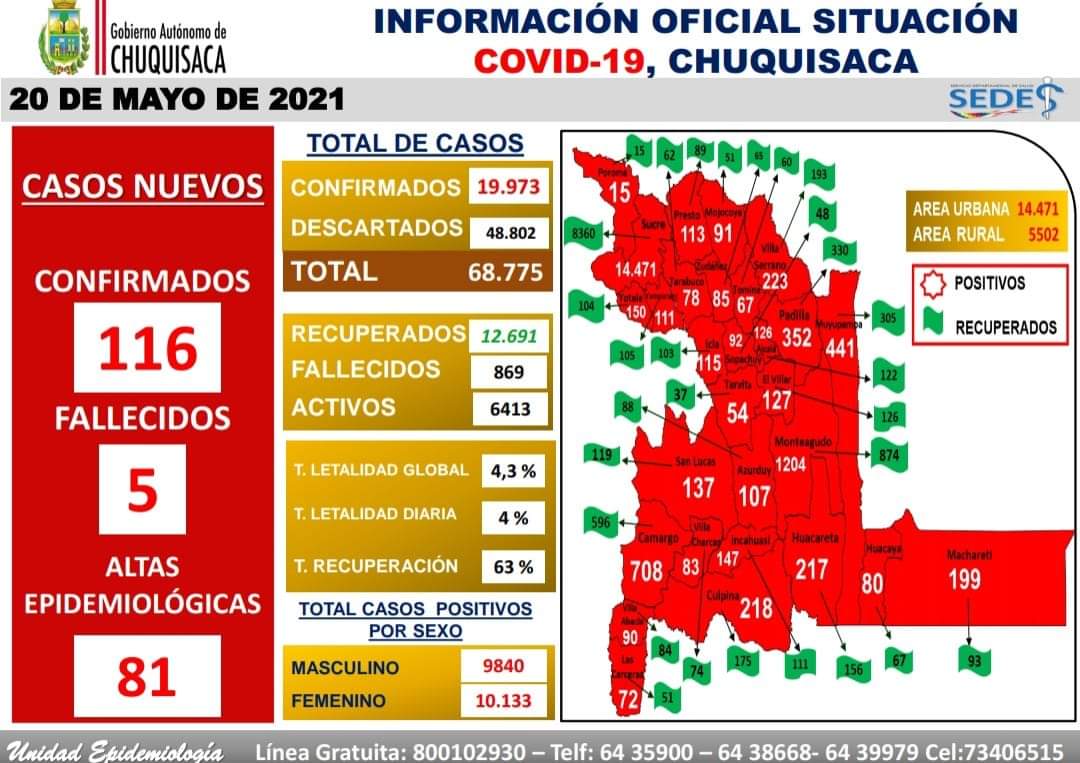 Gobierno Autónomo de
CHUQUISACA
INFORMACIÓN OFICIAL SITUACIÓN
COVID-19, CHUQUISACA
20 DE MAYO DE 2021
SEDES
CASOS NUEVOS
CONFIRMADOS
116
FALLECIDOS
5
ALTAS
EPIDEMIOLÓGICAS
81
TOTAL DE CASOS
CONFIRMADOS 19.973
DESCARTADOS 48.802
TOTAL 68.775
RECUPERADOS 12.691
FALLECIDOS 869
ACTIVOS 6413
T. LETALIDAD GLOBAL 4,3 %
T. LETALIDAD DIARIA 4 %
T. RECUPERACIÓN 63 %
TOTAL CASOS POSITIVOS
POR SEXO
MASCULINO 9840
FEMENINO 10.133
AREA URBANA 14.471
AREA RURAL 5502
POSITIVOS
RECUPERADOS
15 62 89 51 65 60 193
48
330
8360
104
105
103
37
88
119
596
305
122
126
874
84
74
175
111
156
67
93
51
Poroma
15
Sucre
14.471
Presto
113
Mojocoya
91
Villa
Serrano
223
Zudañez
85
Tarabuco
78
Tomina
67
Padilla
352
Muyupampa
441
Yotala
150
111
Icla
115
92
Sopachuy
126
Tarvita
54
El Villar
127
Monteagudo
1204
San Lucas
137
Azurduy
107
Camargo
708
Villa
Charcas
83
Incahuasi
147
Huacareta
217
Huacaya
80
Machareti
199
Culpina
218
Villa
Abecia
90
Las
Carreras
72
Unidad Epidemiología
Línea Gratuita: 800102930 – Telf: 64 35900 – 64 38668- 64 39979 Cel:73406515